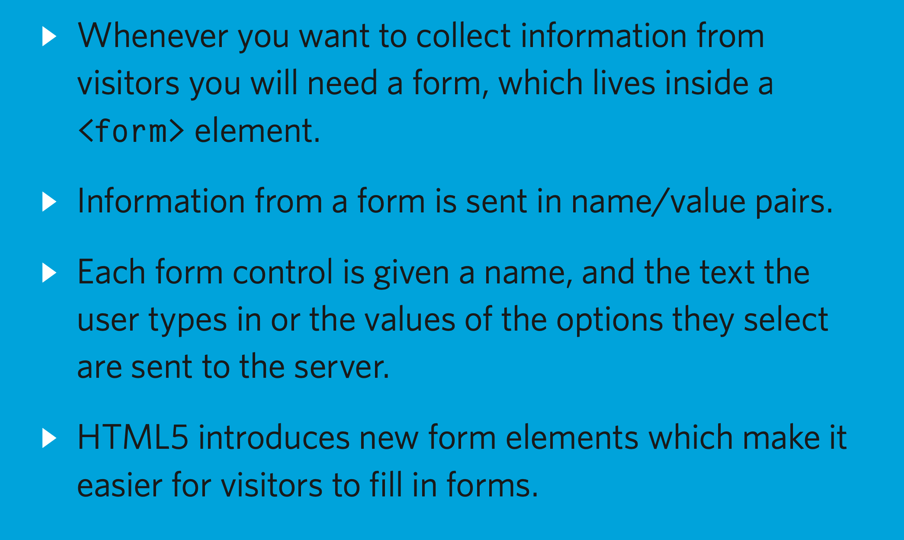 Whenever you want to collect information from
visitors you will need a form, which lives inside a
<form> element.
Information from a form is sent in name/value pairs.
Each form control is given a name, and the text the
user types in or the values of the options they select
are sent to the server.
HTML5 introduces new form elements which make it
easier for visitors to fill in forms.